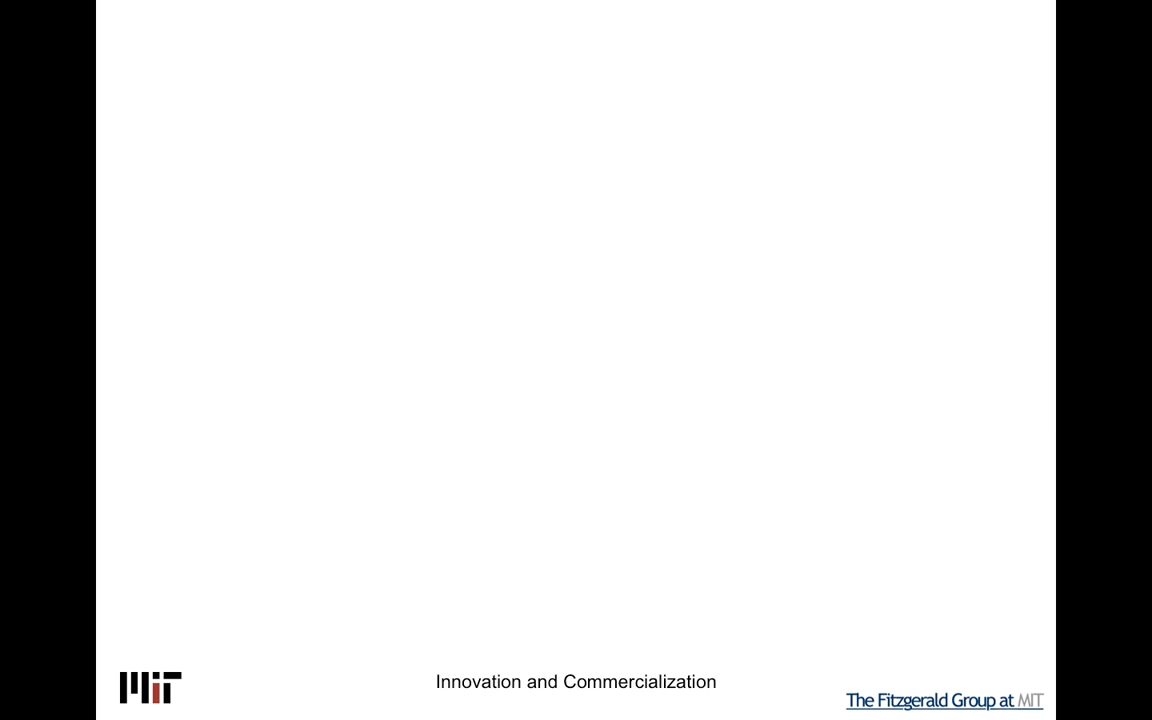 MIT
Innovation and Commercialization
The Fitzgerald Group at MIT